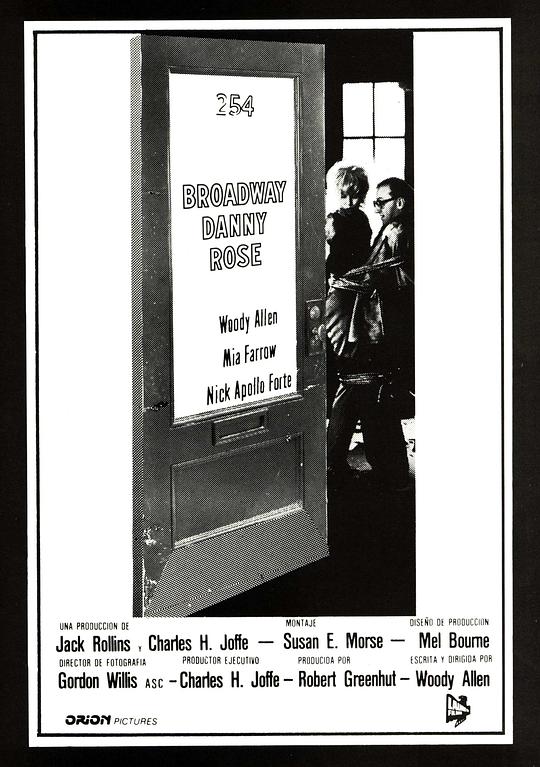 254
BROADWAY
DANNY
ROSE
Woody Allen
Mia Farrow
Nick Apollo Forte
UNA PRODUCCION DE MONTAJE DISEÑO DE PRODUCCION
Jack Rollins y Charles H. Joffe — Susan E. Morse — Mel Bourne
DIRECTOR DE FOTOGRAFIA PRODUCTOR EJECUTIVO PRODUCIDA POR ESCRITA Y DIRIGIDA POR
Gordon Willis ASC – Charles H. Joffe – Robert Greenhut – Woody Allen
ORION PICTURES